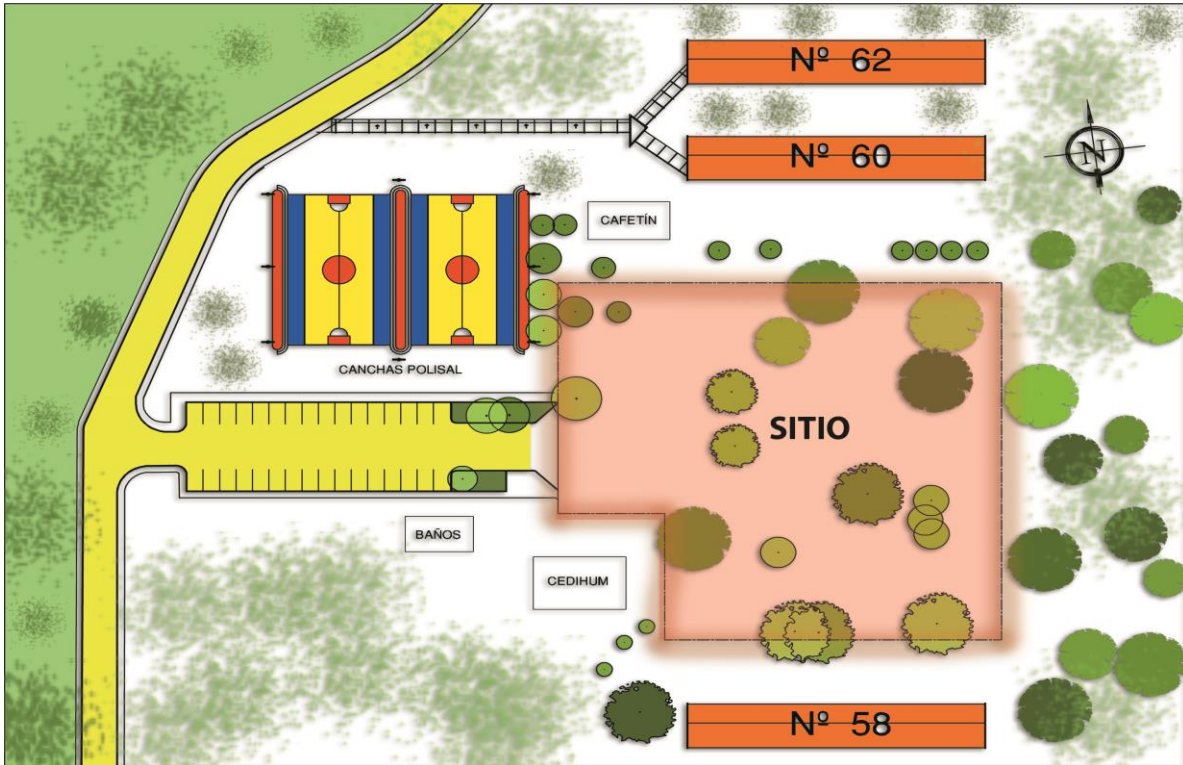 Nº 62
Nº 60
N
CAFETÍN
CANCHAS POLISAL
SITIO
BAÑOS
CEDIHUM
Nº 58